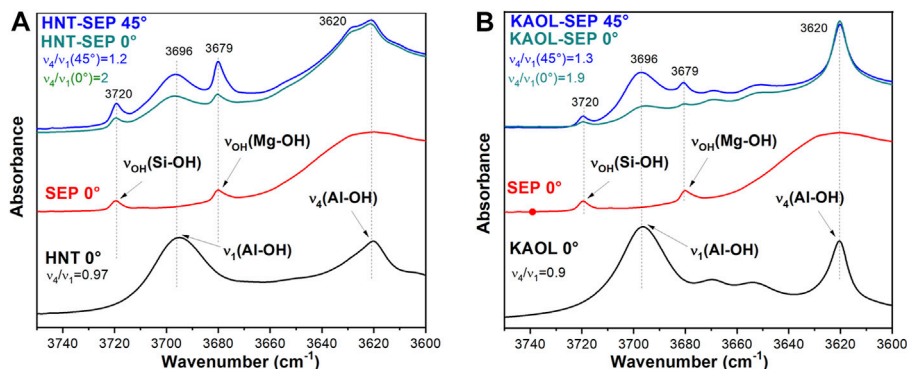 A
HNT-SEP 45°
HNT-SEP 0°
ν4/ν1(45°)=1.2
ν4/ν1(0°)=2
3720
3696
3679
3620
νOH(Si-OH)
νOH(Mg-OH)
SEP 0°
ν4(Al-OH)
HNT 0°
ν4/ν1=0.97
ν1(Al-OH)
Absorbance
3740 3720 3700 3680 3660 3640 3620 3600
Wavenumber (cm⁻¹)
B
KAOL-SEP 45°
KAOL-SEP 0°
ν4/ν1(45°)=1.3
ν4/ν1(0°)=1.9
3720
3696
3679
3620
νOH(Si-OH)
νOH(Mg-OH)
SEP 0°
ν4(Al-OH)
KAOL 0°
ν4/ν1=0.9
ν1(Al-OH)
Absorbance
3740 3720 3700 3680 3660 3640 3620 3600
Wavenumber (cm⁻¹)